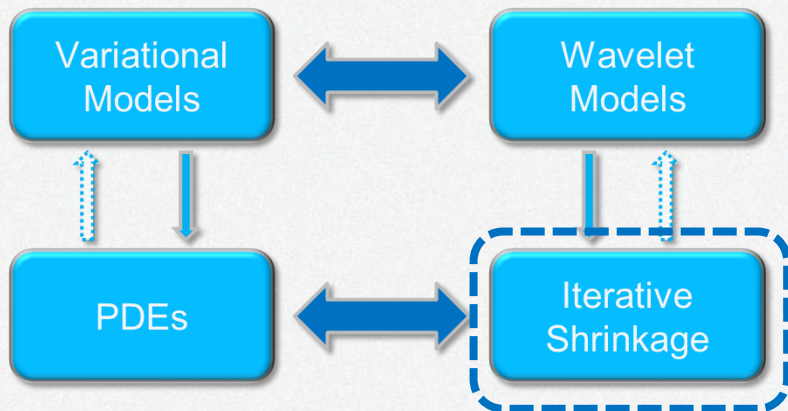 Variational
Models
Wavelet
Models
PDEs
Iterative
Shrinkage